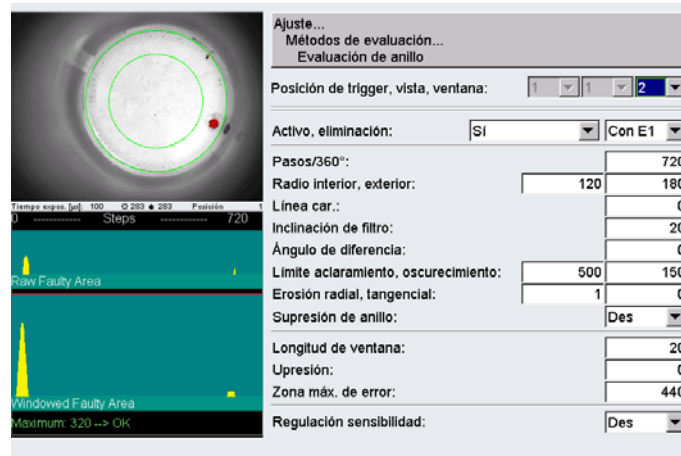 Ajuste...
Métodos de evaluación...
Evaluación de anillo
Posición de trigger, vista, ventana: 1 1 2
Activo, eliminación: Sí Con E1
Pasos/360°: 720
Radio interior, exterior: 120 180
Línea car.: 0
Inclinación de filtro: 20
Ángulo de diferencia: 0
Límite aclaramiento, oscurecimiento: 500 150
Erosión radial, tangencial: 1 0
Supresión de anillo: Des
Longitud de ventana: 20
Upresión: 0
Zona máx. de error: 440
Regulación sensibilidad: Des
Tiempo expos. [µs]: 100 283 283 Posición 1
0 ------------ Steps ------------ 720
Raw Faulty Area
Windowed Faulty Area
Maximum: 320 --> OK